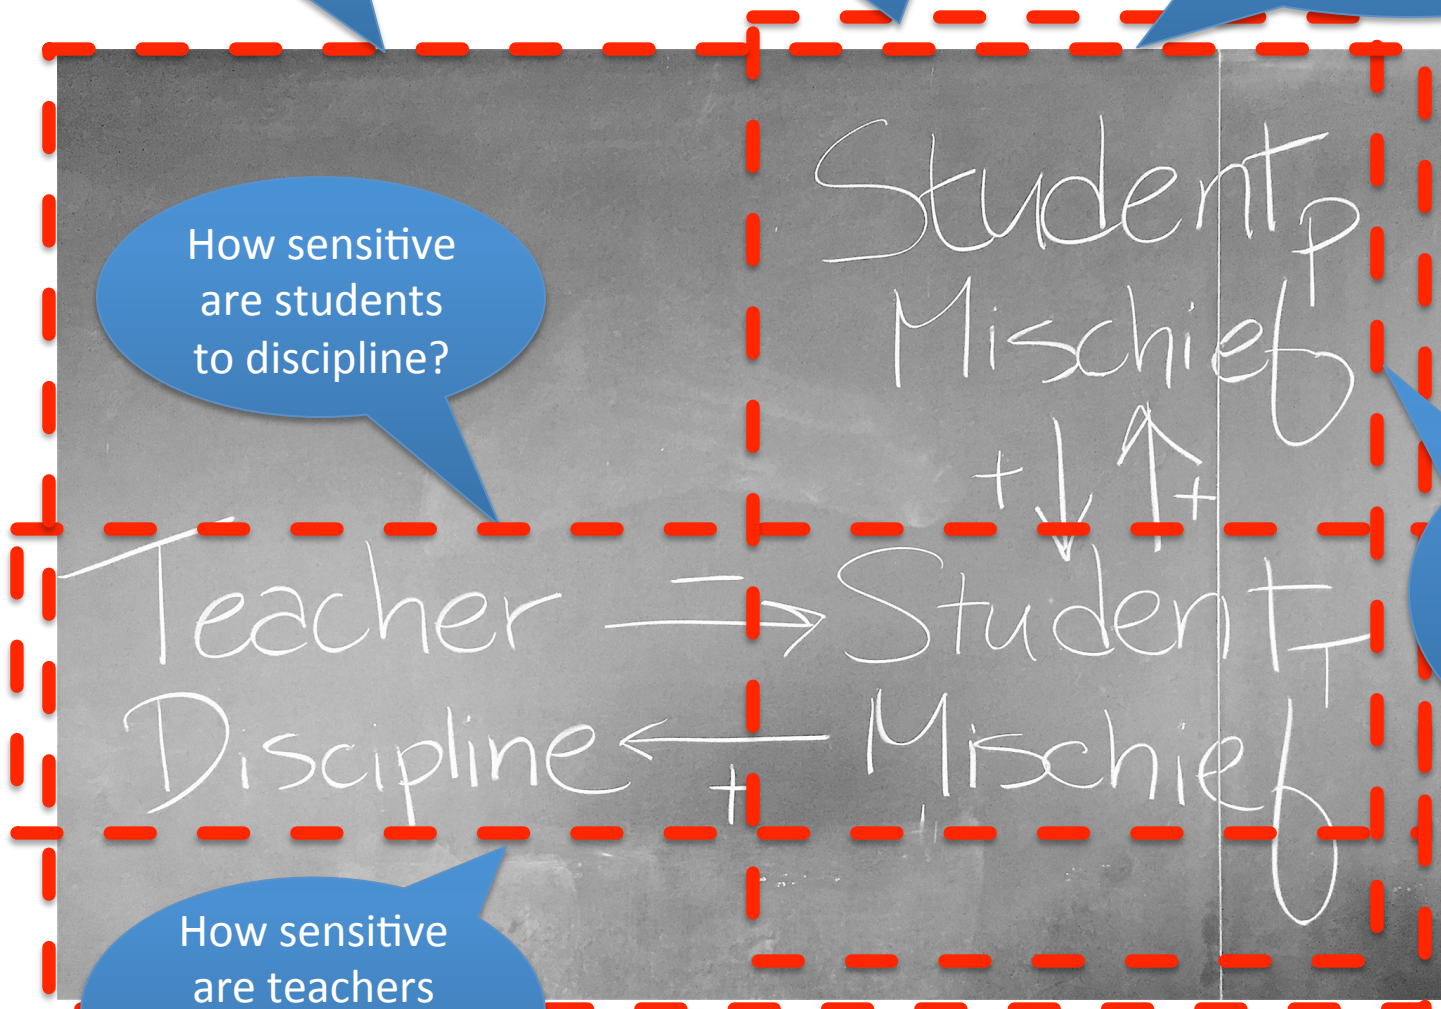 How sensitive
are students
to discipline?
Student P
Mischief
+ +
Teacher
Discipline
−
+
Student T
Mischief
How sensitive
are teachers